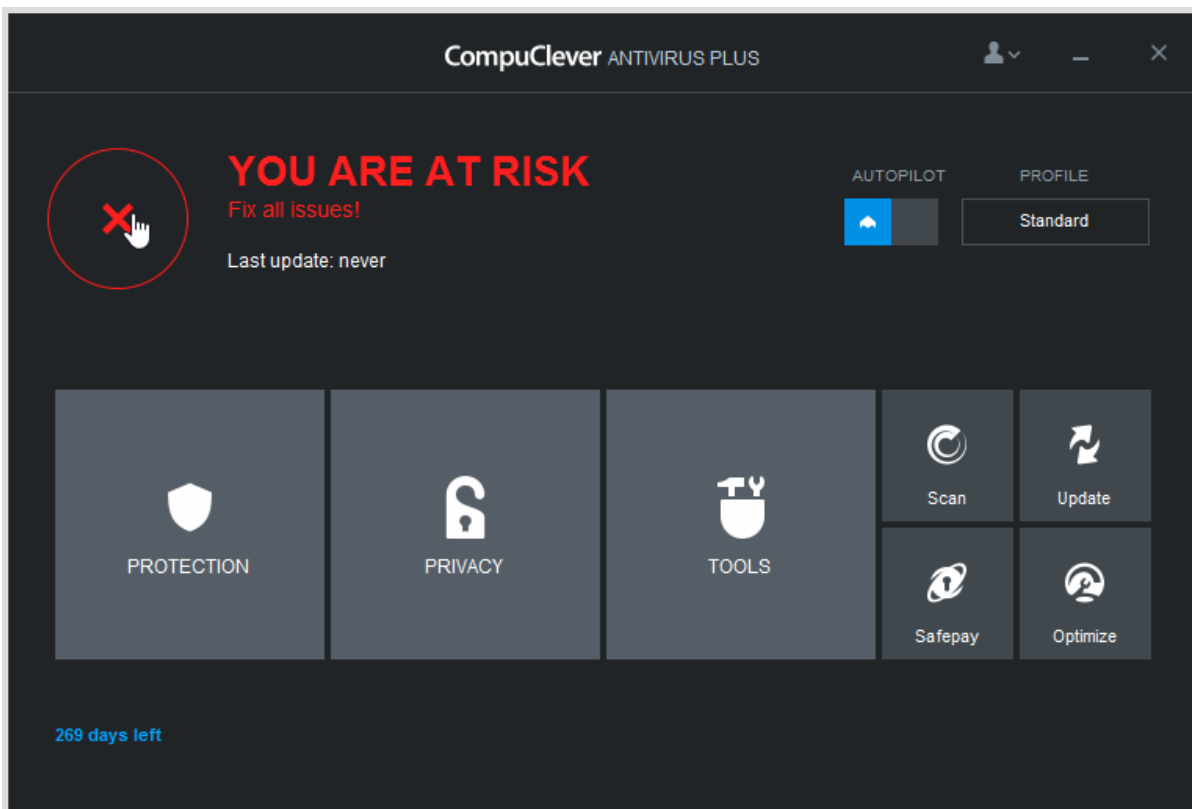 CompuClever ANTIVIRUS PLUS
YOU ARE AT RISK
Fix all issues!
Last update: never
AUTOPILOT
PROFILE
Standard
PROTECTION
PRIVACY
TOOLS
Scan
Update
Safepay
Optimize
269 days left